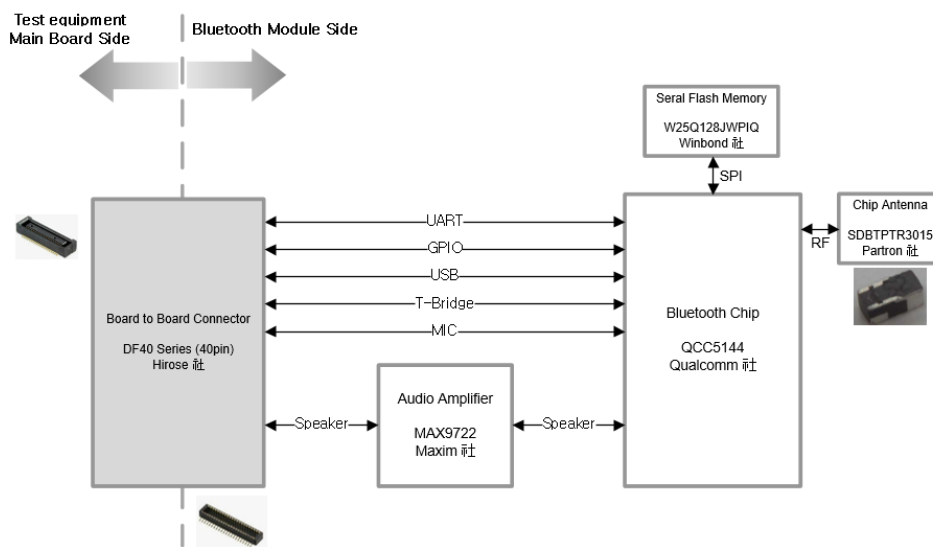 Test equipment
Main Board Side
Bluetooth Module Side
Seral Flash Memory
W25Q128JWPIQ
Winbond 社
SPI
Chip Antenna
SDBTPTR3015
Partron 社
RF
UART
GPIO
USB
T-Bridge
MIC
Board to Board Connector
DF40 Series (40pin)
Hirose 社
Bluetooth Chip
QCC5144
Qualcomm 社
Audio Amplifier
MAX9722
Maxim 社
Speaker
Speaker